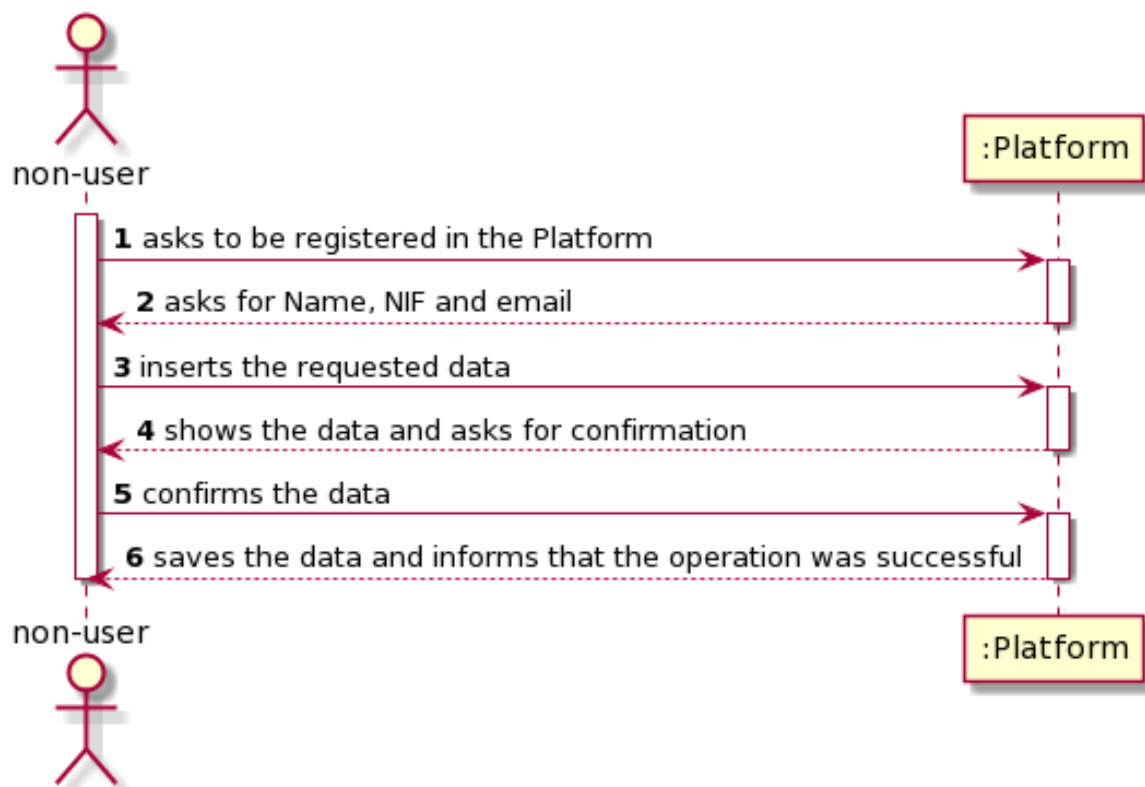 non-user
:Platform
1 asks to be registered in the Platform
2 asks for Name, NIF and email
3 inserts the requested data
4 shows the data and asks for confirmation
5 confirms the data
6 saves the data and informs that the operation was successful
non-user
:Platform